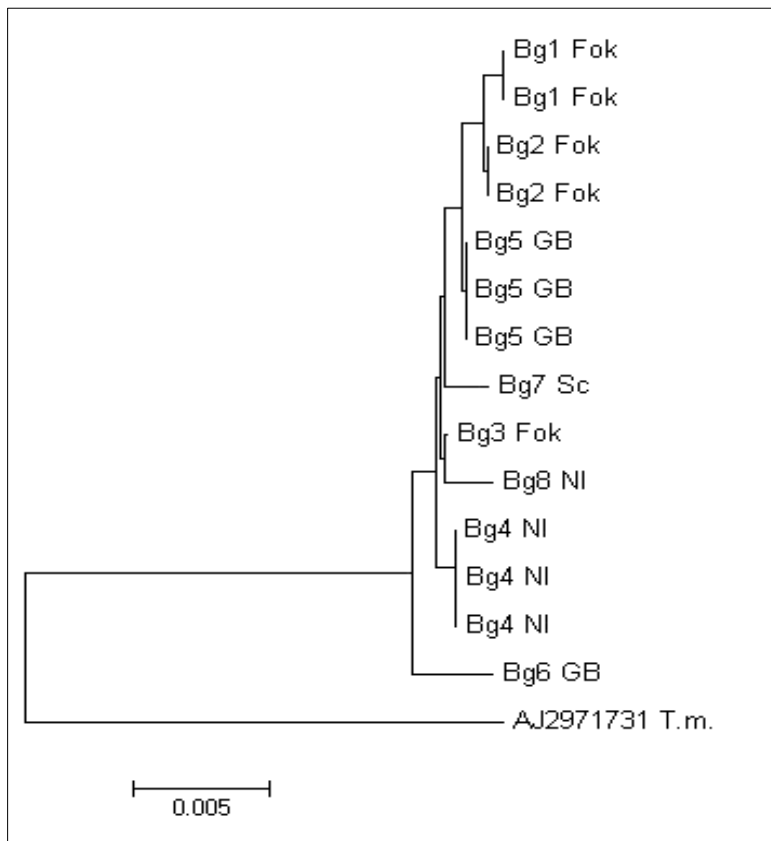 Bg1 Fok
Bg1 Fok
Bg2 Fok
Bg2 Fok
Bg5 GB
Bg5 GB
Bg5 GB
Bg7 Sc
Bg3 Fok
Bg8 NI
Bg4 NI
Bg4 NI
Bg4 NI
Bg6 GB
AJ2971731 T.m.
0.005